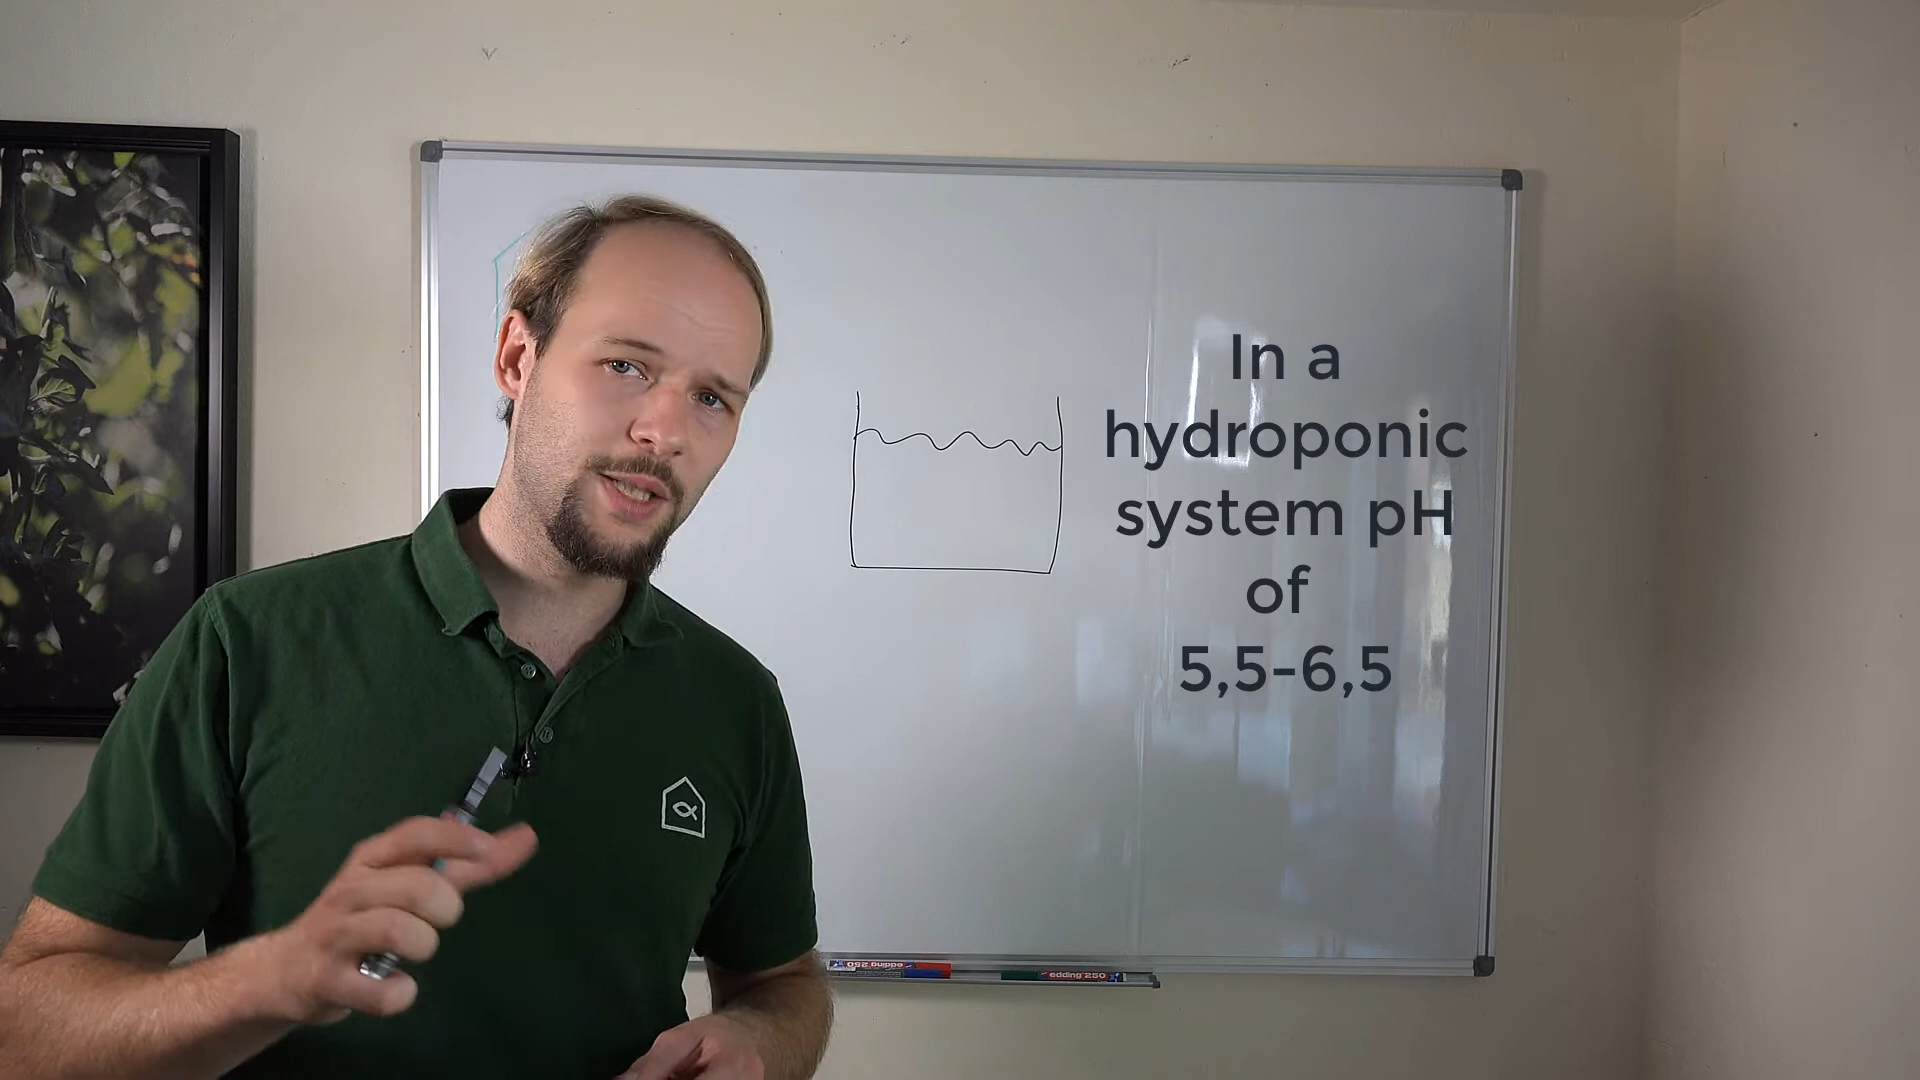 In a
hydroponic
system pH
of
5,5-6,5
edding 250
edding 250